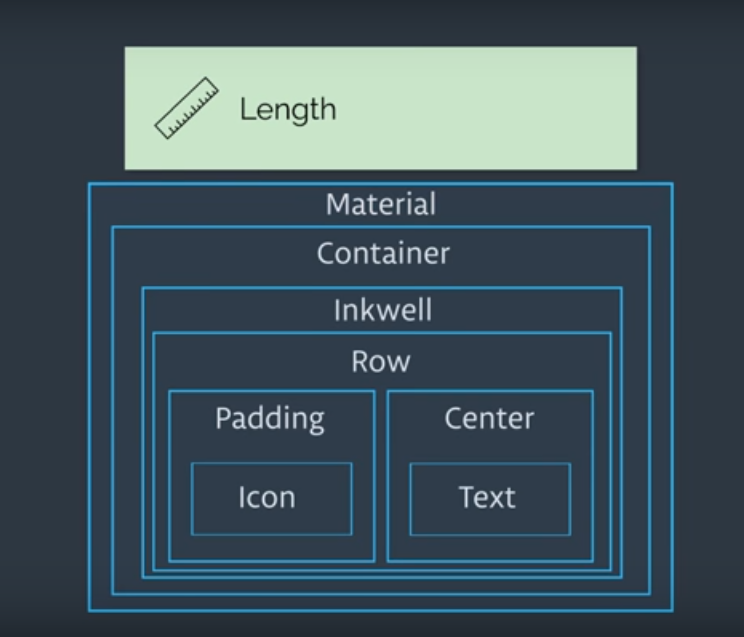 Length
Material
Container
Inkwell
Row
Padding Center
Icon Text